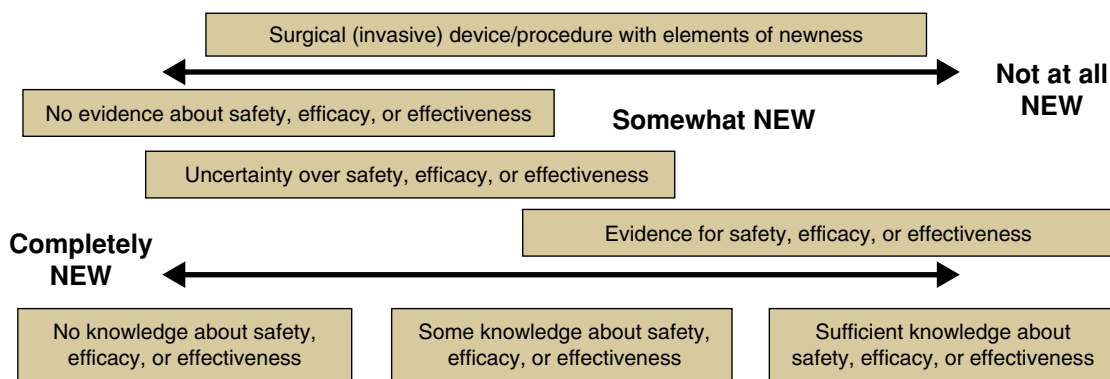 Surgical (invasive) device/procedure with elements of newness
Not at all
NEW
No evidence about safety, efficacy, or effectiveness
Somewhat NEW
Uncertainty over safety, efficacy, or effectiveness
Evidence for safety, efficacy, or effectiveness
Completely
NEW
No knowledge about safety,
efficacy, or effectiveness
Some knowledge about safety,
efficacy, or effectiveness
Sufficient knowledge about
safety, efficacy, or effectiveness